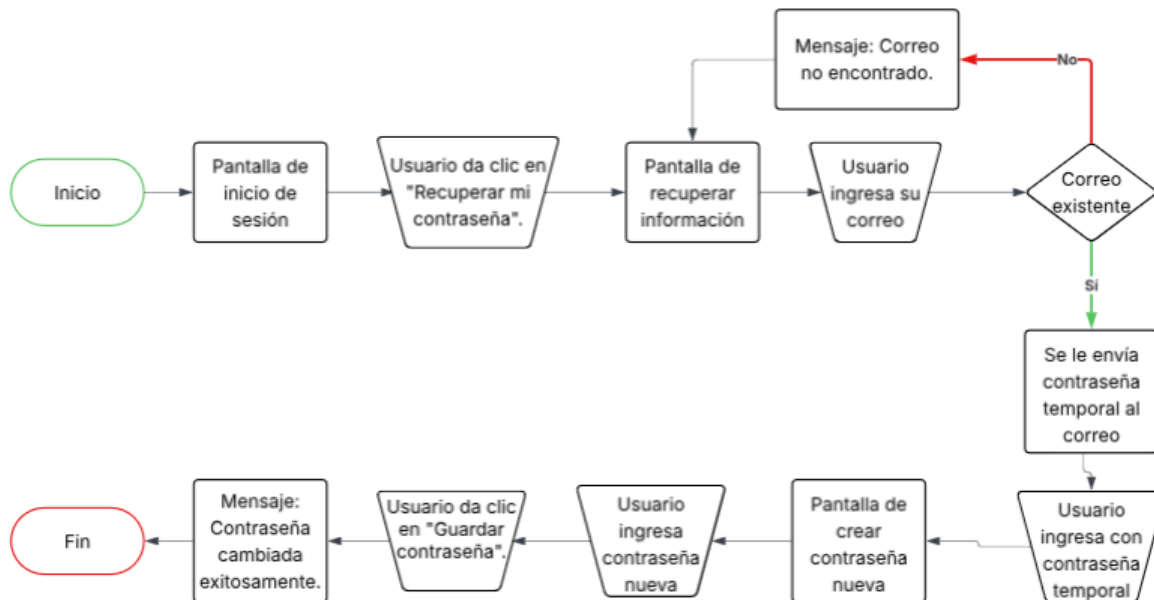 Mensaje: Correo
no encontrado.
No
Inicio
Pantalla de
inicio de
sesión
Usuario da clic en
"Recuperar mi
contraseña".
Pantalla de
recuperar
información
Usuario
ingresa su
correo
Correo
existente
Sí
Se le envía
contraseña
temporal al
correo
Usuario
ingresa con
contraseña
temporal
Pantalla de
crear
contraseña
nueva
Usuario
ingresa
contraseña
nueva
Usuario da clic
en "Guardar
contraseña".
Mensaje:
Contraseña
cambiada
exitosamente.
Fin